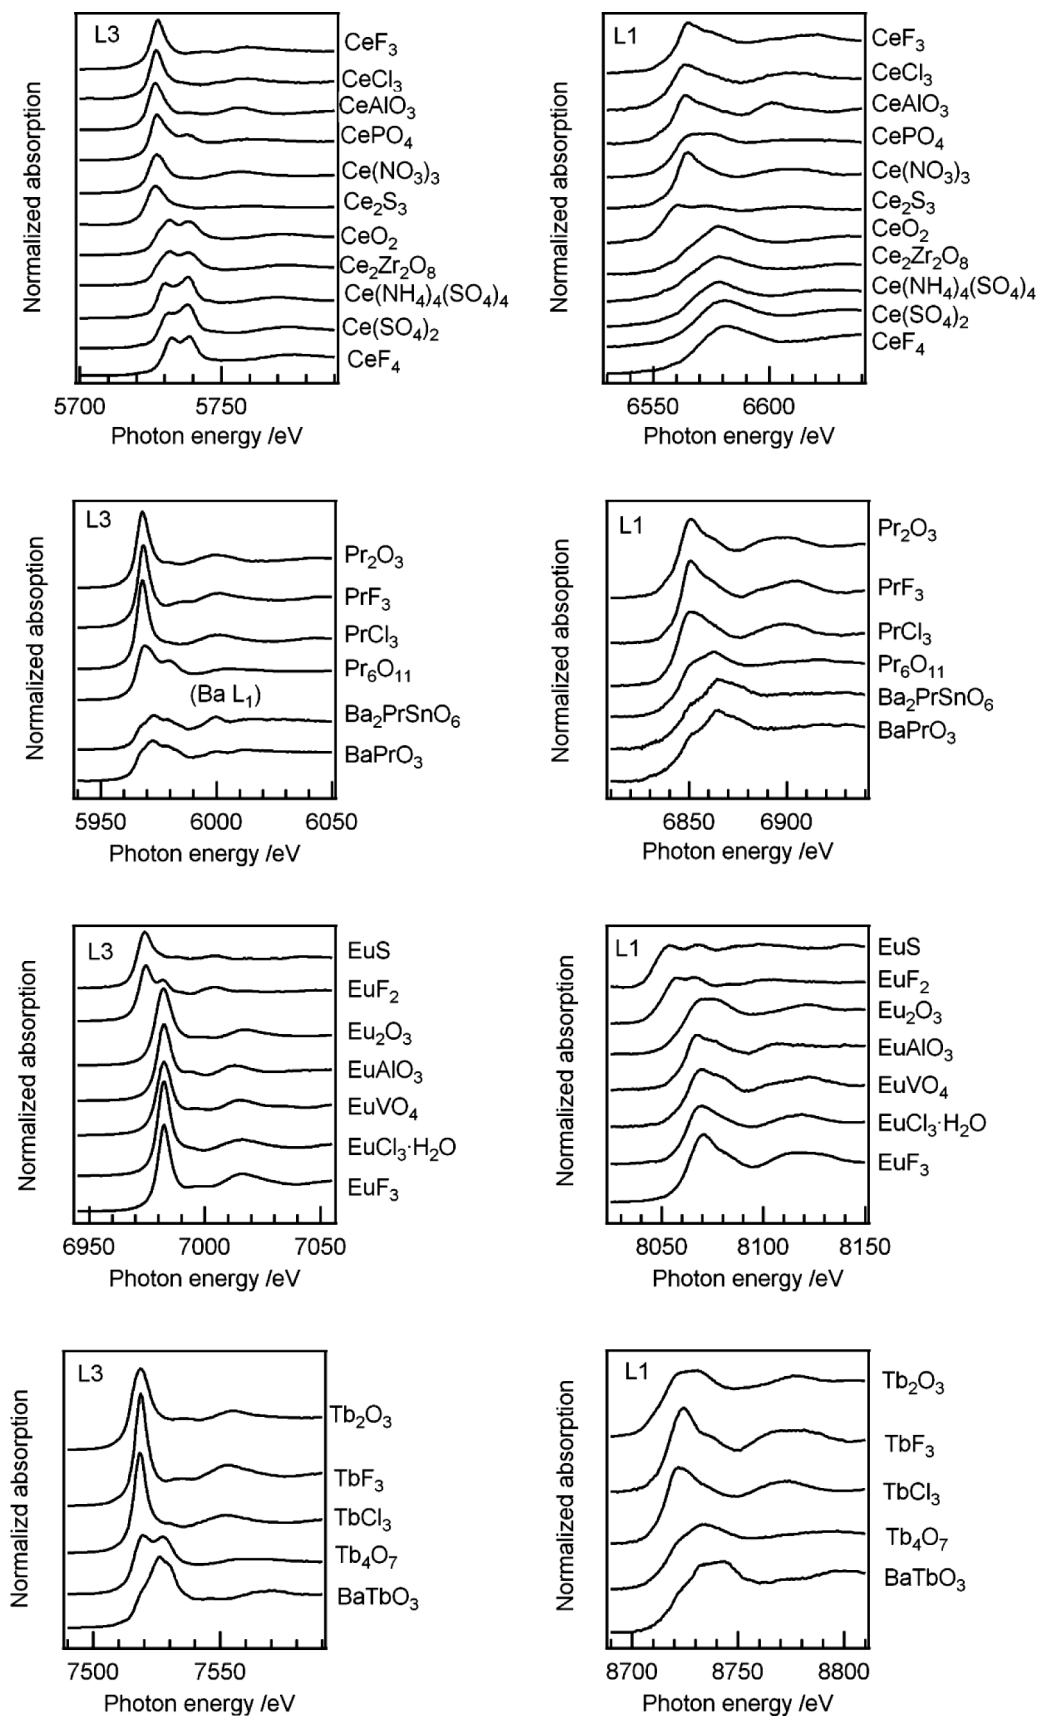 L3
Normalized absorption
CeF3
CeCl3
CeAlO3
CePO4
Ce(NO3)3
Ce2S3
CeO2
Ce2Zr2O8
Ce(NH4)4(SO4)4
Ce(SO4)2
CeF4
5700 5750
Photon energy /eV
L1
Normalized absorption
CeF3
CeCl3
CeAlO3
CePO4
Ce(NO3)3
Ce2S3
CeO2
Ce2Zr2O8
Ce(NH4)4(SO4)4
Ce(SO4)2
CeF4
6550 6600
Photon energy /eV
L3
Normalized absoption
Pr2O3
PrF3
PrCl3
Pr6O11
(Ba L1)
Ba2PrSnO6
BaPrO3
5950 6000 6050
Photon energy /eV
L1
Normalized absoption
Pr2O3
PrF3
PrCl3
Pr6O11
Ba2PrSnO6
BaPrO3
6850 6900
Photon energy /eV
L3
Normalized absorption
EuS
EuF2
Eu2O3
EuAlO3
EuVO4
EuCl3·H2O
EuF3
6950 7000 7050
Photon energy /eV
L1
Normalized absorption
EuS
EuF2
Eu2O3
EuAlO3
EuVO4
EuCl3·H2O
EuF3
8050 8100 8150
Photon energy /eV
L3
Normalizd absorption
Tb2O3
TbF3
TbCl3
Tb4O7
BaTbO3
7500 7550
Photon energy /eV
L1
Normalized absorption
Tb2O3
TbF3
TbCl3
Tb4O7
BaTbO3
8700 8750 8800
Photon energy /eV